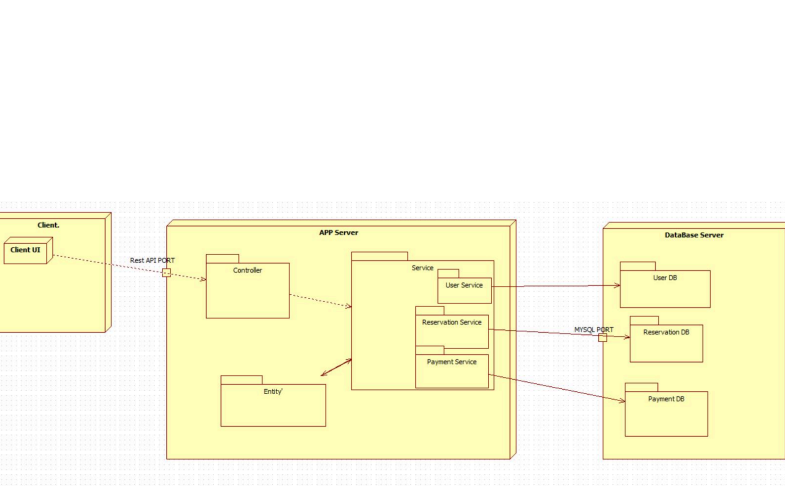 Client.
Client UI
Rest API PORT
APP Server
Controller
Service
User Service
Reservation Service
Payment Service
Entity'
MYSQL PORT
DataBase Server
User DB
Reservation DB
Payment DB